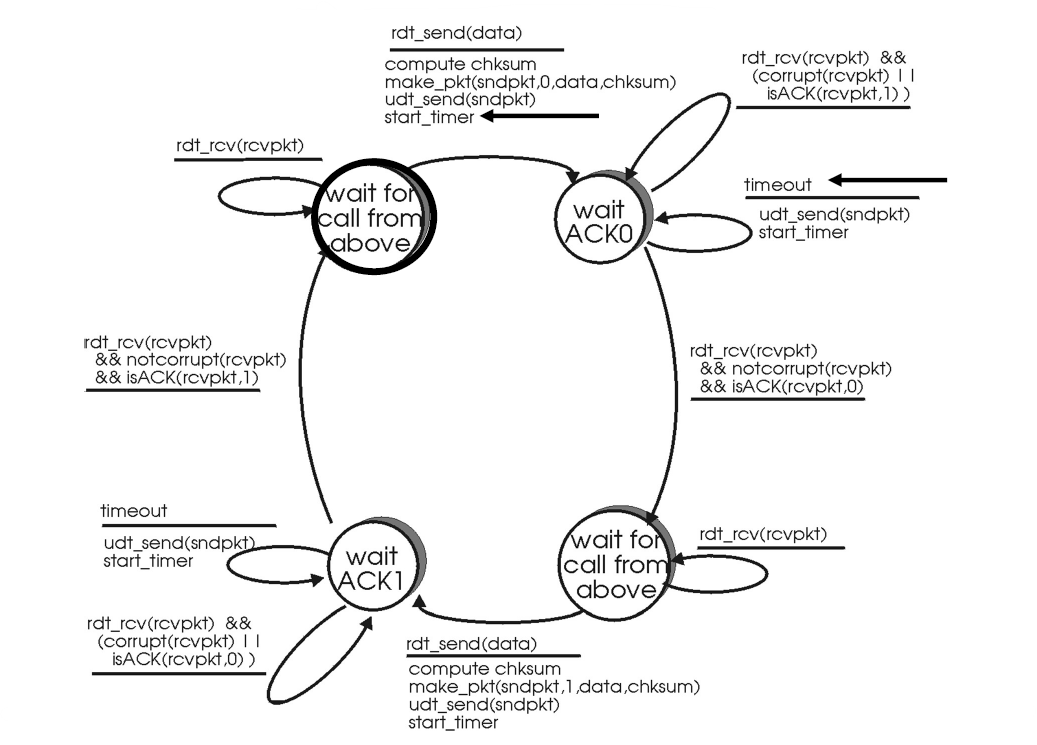 rdt_send(data)
compute chksum
make_pkt(sndpkt,0,data,chksum)
udt_send(sndpkt)
start_timer
rdt_rcv(rcvpkt) &&
(corrupt(rcvpkt) ||
isACK(rcvpkt,1) )
rdt_rcv(rcvpkt)
wait for
call from
above
wait
ACK0
timeout
udt_send(sndpkt)
start_timer
rdt_rcv(rcvpkt)
&& notcorrupt(rcvpkt)
&& isACK(rcvpkt,1)
rdt_rcv(rcvpkt)
&& notcorrupt(rcvpkt)
&& isACK(rcvpkt,0)
timeout
udt_send(sndpkt)
start_timer
wait
ACK1
wait for
call from
above
rdt_rcv(rcvpkt)
rdt_rcv(rcvpkt) &&
(corrupt(rcvpkt) ||
isACK(rcvpkt,0) )
rdt_send(data)
compute chksum
make_pkt(sndpkt,1,data,chksum)
udt_send(sndpkt)
start_timer